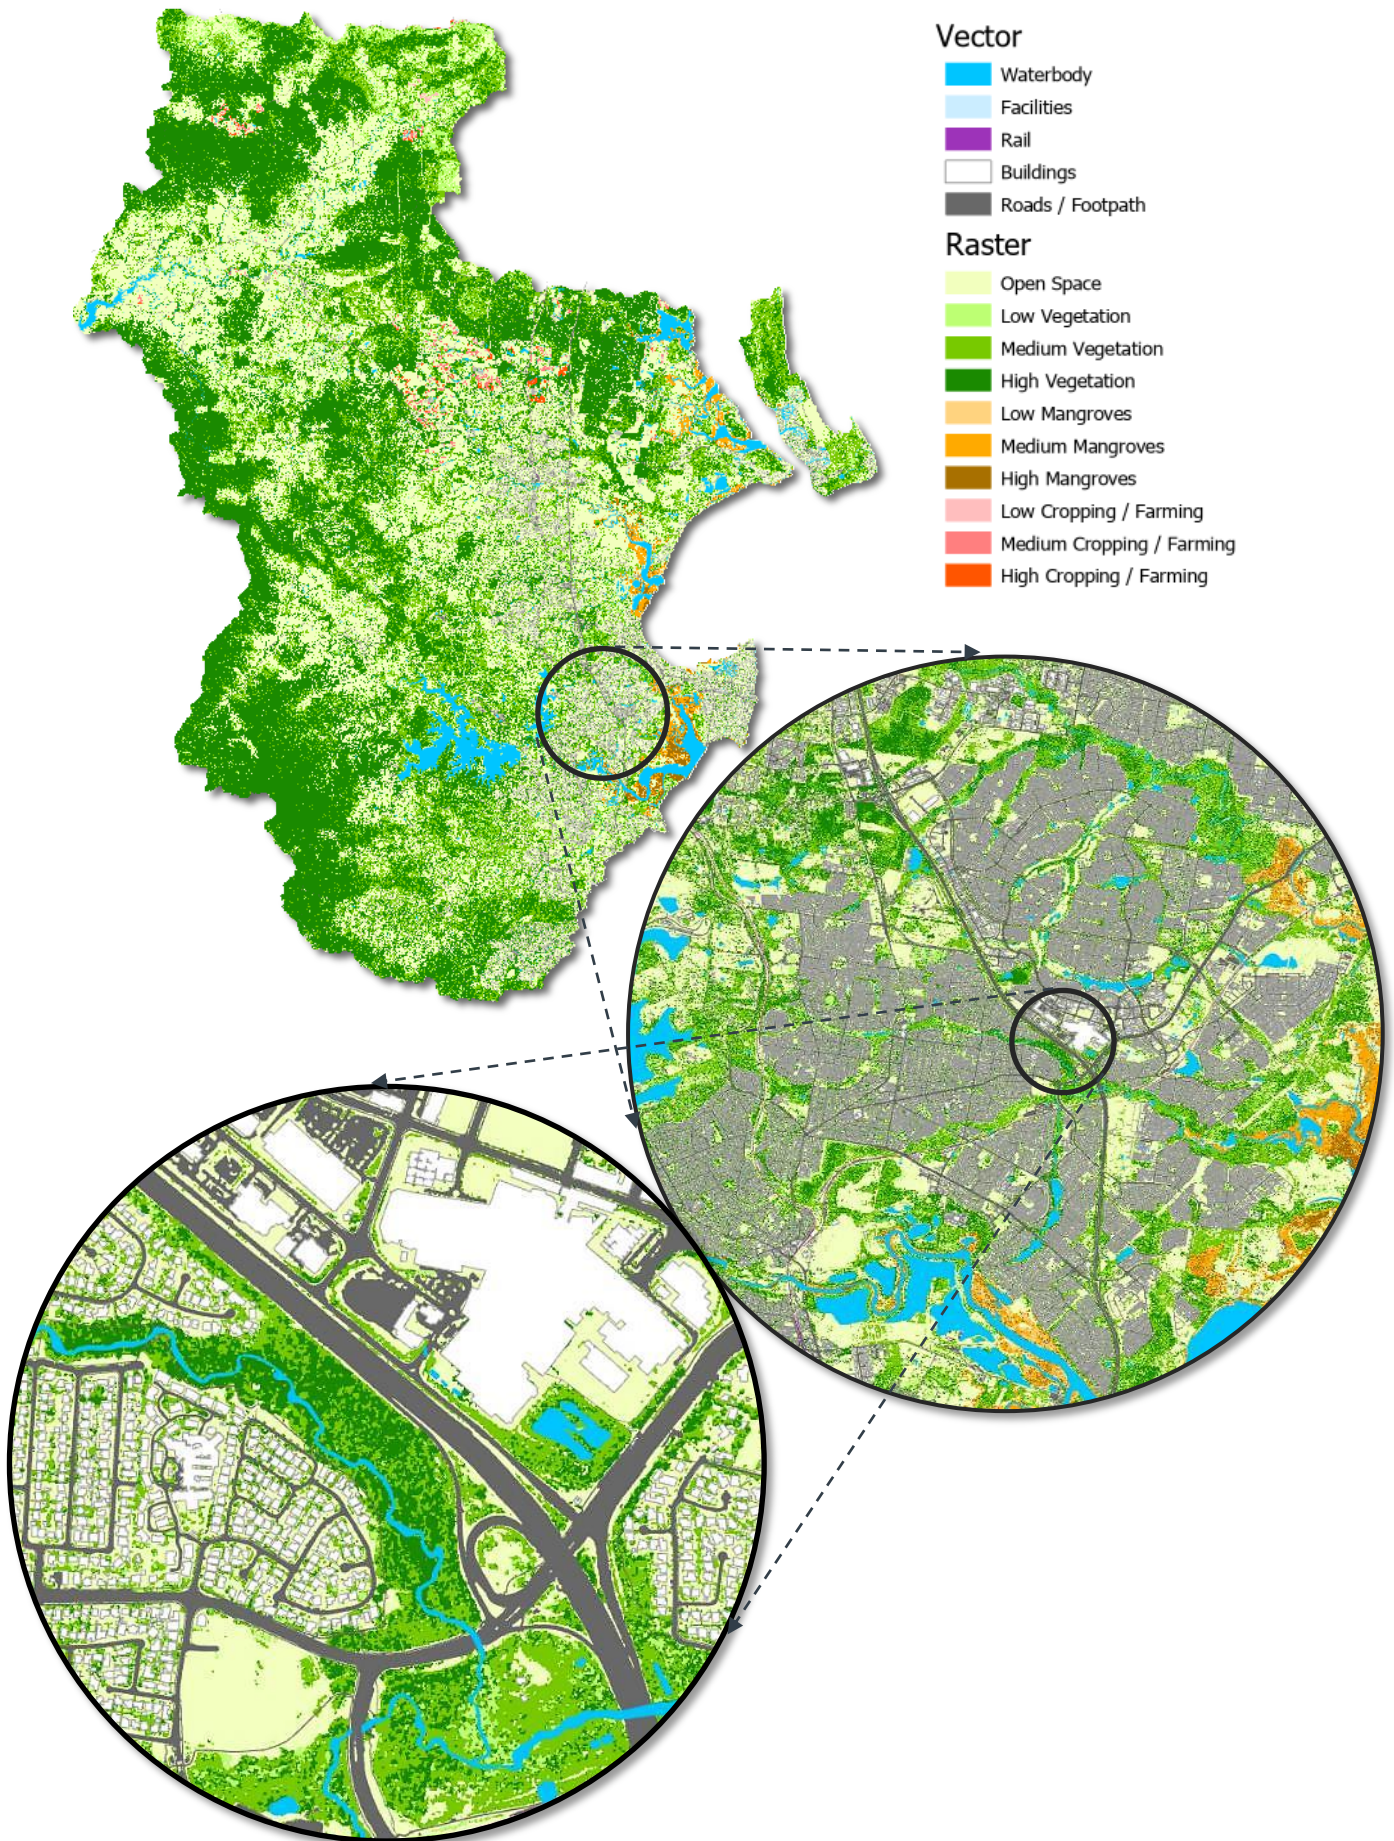 Vector
Waterbody
Facilities
Rail
Buildings
Roads / Footpath
Raster
Open Space
Low Vegetation
Medium Vegetation
High Vegetation
Low Mangroves
Medium Mangroves
High Mangroves
Low Cropping / Farming
Medium Cropping / Farming
High Cropping / Farming